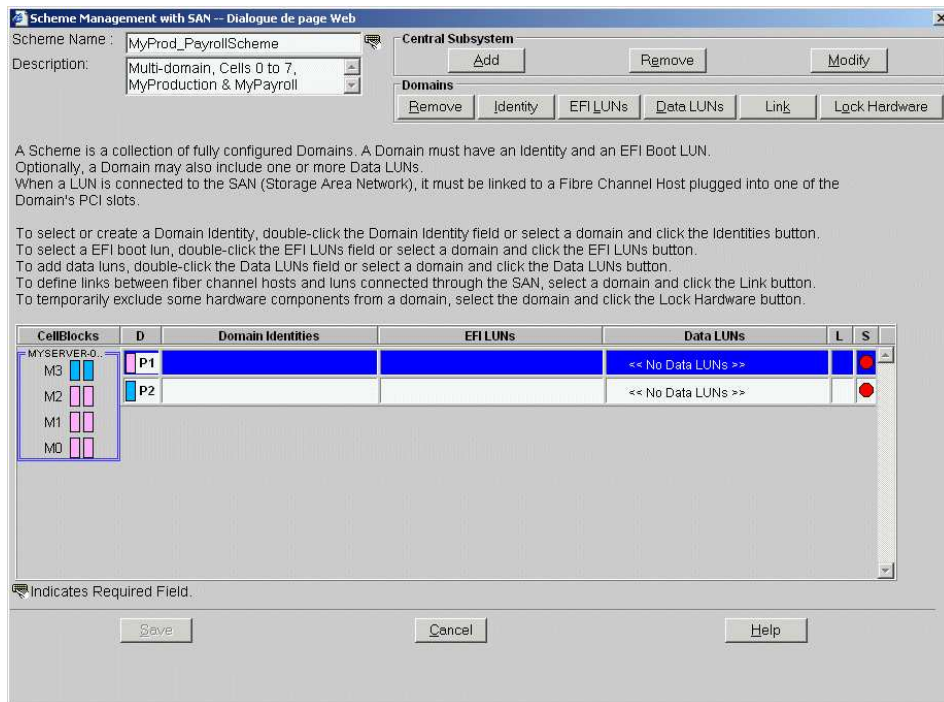 Scheme Management with SAN -- Dialogue de page Web
Scheme Name : MyProd_PayrollScheme
Description: Multi-domain, Cells 0 to 7,
MyProduction & MyPayroll
Central Subsystem
Add Remove Modify
Domains
Remove Identity EFI LUNs Data LUNs Link Lock Hardware
A Scheme is a collection of fully configured Domains. A Domain must have an Identity and an EFI Boot LUN.
Optionally, a Domain may also include one or more Data LUNs.
When a LUN is connected to the SAN (Storage Area Network), it must be linked to a Fibre Channel Host plugged into one of the
Domain's PCI slots.
To select or create a Domain Identity, double-click the Domain Identity field or select a domain and click the Identities button.
To select a EFI boot lun, double-click the EFI LUNs field or select a domain and click the EFI LUNs button.
To add data luns, double-click the Data LUNs field or select a domain and click the Data LUNs button.
To define links between fiber channel hosts and luns connected through the SAN, select a domain and click the Link button.
To temporarily exclude some hardware components from a domain, select the domain and click the Lock Hardware button.
CellBlocks D Domain Identities EFI LUNs Data LUNs L S
MYSERVER-0..
M3
M2
M1
M0
P1 << No Data LUNs >>
P2 << No Data LUNs >>
Indicates Required Field.
Save Cancel Help